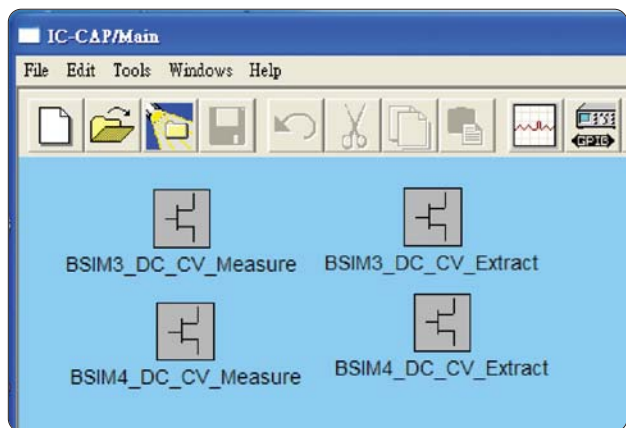 IC-CAP/Main
File Edit Tools Windows Help
GPIB
BSIM3_DC_CV_Measure BSIM3_DC_CV_Extract
BSIM4_DC_CV_Measure BSIM4_DC_CV_Extract